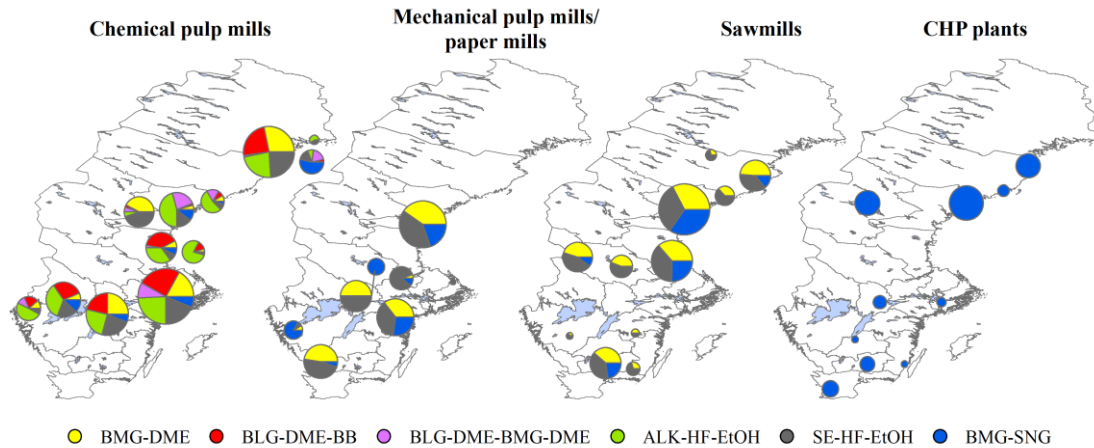 Chemical pulp mills
Mechanical pulp mills/
paper mills
Sawmills
CHP plants
BMG-DME
BLG-DME-BB
BLG-DME-BMG-DME
ALK-HF-EtOH
SE-HF-EtOH
BMG-SNG